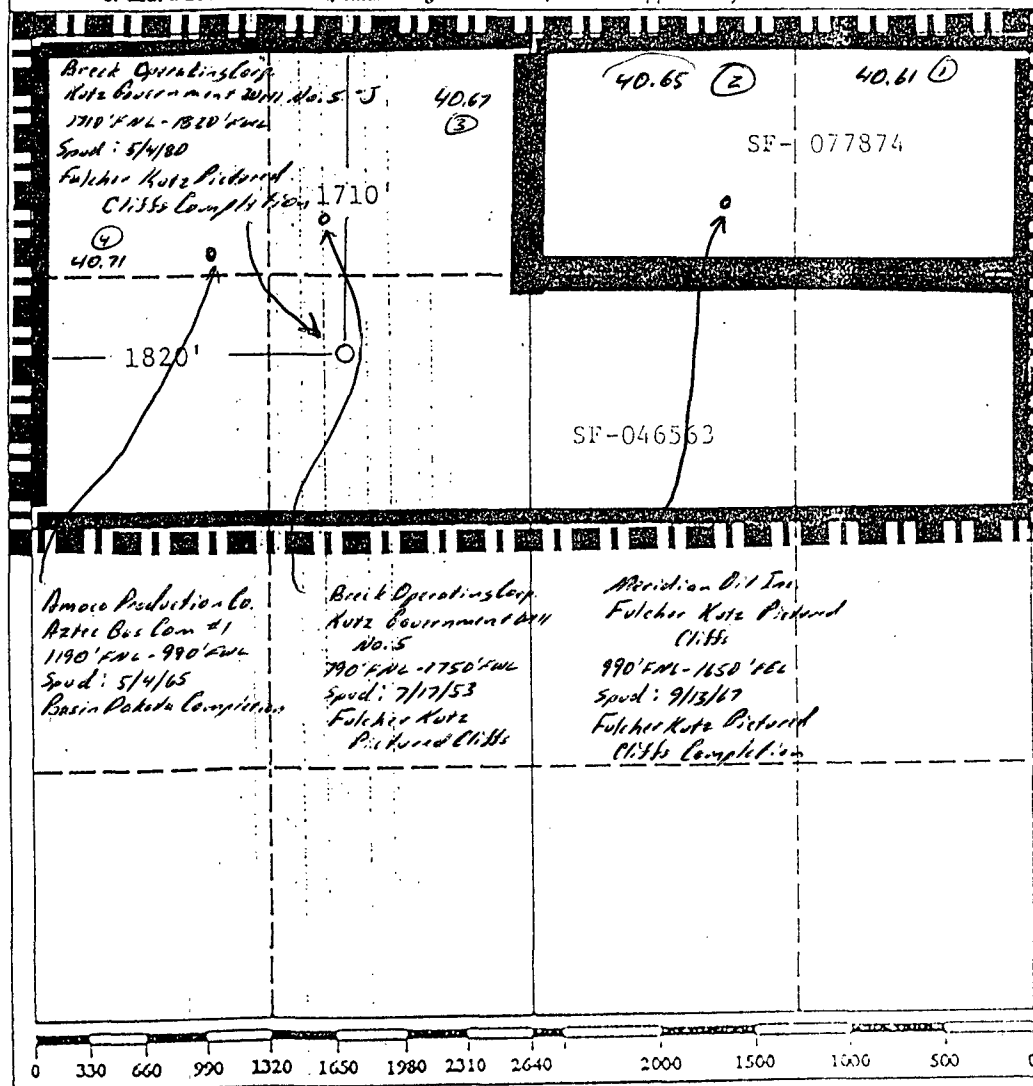 Breck Operating Corp.
Kutz Government Well No. 5-J
1710' FNL - 1820' FWL
Spud: 5/4/80
Fulcher Kutz Pictured
Cliffs Completion
1710'
40.67
③
40.65 ②
40.61 ①
SF- 077874
④
40.71
1820'
SF-046563
Amoco Production Co.
Aztec Gas Com #1
1190' FNL - 990' FWL
Spud: 5/4/65
Basin Dakota Completion
Breck Operating Corp.
Kutz Government Well
No. 5
790' FNL - 1750' FWL
Spud: 7/17/53
Fulcher Kutz
Pictured Cliffs
Meridian Oil Inc.
Fulcher Kutz Pictured
Cliffs
990' FNL - 1650' FEL
Spud: 9/13/67
Fulcher Kutz Pictured
Cliffs Completion
0 330 660 990 1320 1650 1980 2310 2640 2000 1500 1000 500 0